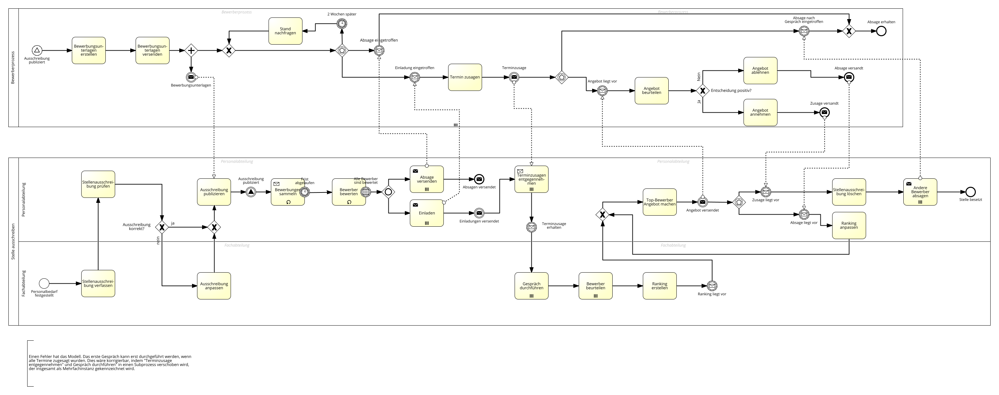 Bewerberprozess
Bewerberprozess
Bewerberprozess
2 Wochen später
Stand
nachfragen
Absage nach
Gespräch eingetroffen
Absage erhalten
Absage eingetroffen
Ausschreibung
publiziert
Bewerbungsun-
terlagen
erstellen
Bewerbungsun-
terlagen
versenden
Bewerbungsunterlagen
Einladung eingetroffen
Termin zusagen
Terminzusage
Angebot liegt vor
Angebot
beurteilen
Entscheidung positiv?
Nein
Ja
Angebot
ablehnen
Absage versandt
Angebot
annehmen
Zusage versandt
Stelle ausschreiben
Personalabteilung
Personalabteilung
Personalabteilung
Stellenausschrei-
bung prüfen
Ausschreibung
korrekt?
ja
nein
Ausschreibung
publizieren
Ausschreibung
publiziert
Bewerbungen
sammeln
Frist
abgelaufen
Bewerber
bewerten
Alle Bewerber
sind bewertet
Absage
versenden
Absagen versendet
Einladen
Einladungen versendet
Terminzusagen
entgegenneh-
men
Terminzusage
erhalten
Top-Bewerber
Angebot machen
Angebot versendet
Zusage liegt vor
Absage liegt vor
Stellenausschrei-
bung löschen
Ranking
anpassen
Andere
Bewerber
absagen
Stelle besetzt
Fachabteilung
Fachabteilung
Fachabteilung
Personalbedarf
festgestellt
Stellenausschrei-
bung verfassen
Ausschreibung
anpassen
Gespräch
durchführen
Bewerber
beurteilen
Ranking
erstellen
Ranking liegt vor
Einen Fehler hat das Modell. Das erste Gespräch kann erst durchgeführt werden, wenn
alle Termine zugesagt wurden. Dies wäre korrigierbar, indem "Terminzusage
entgegennehmen" und Gespräch durchführen" in einen Subprozess verschoben wird,
der insgesamt als Mehrfachinstanz gekennzeichnet wird.